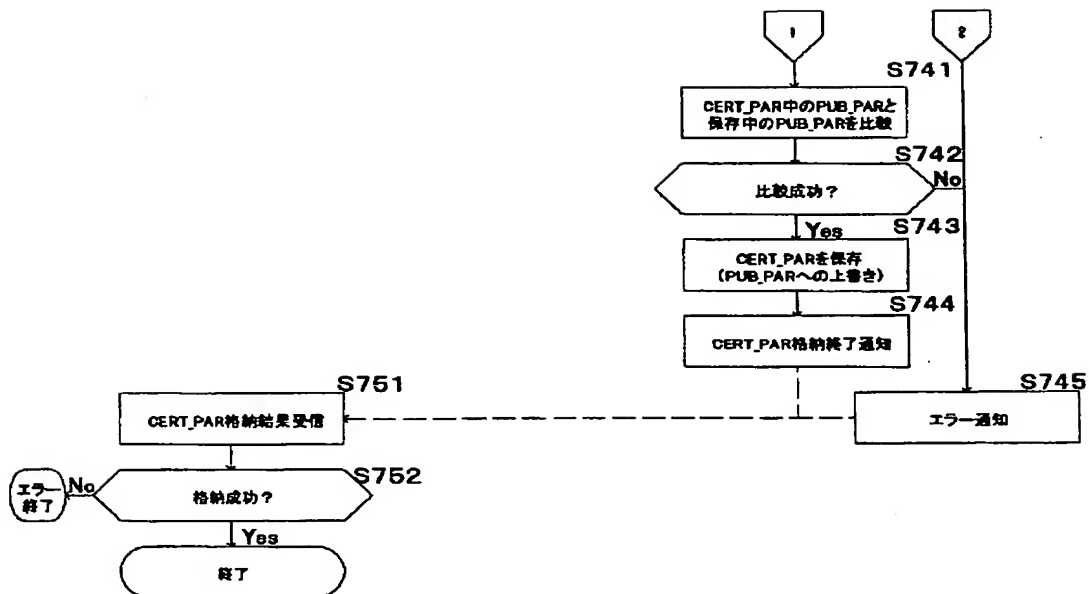 1
2
S741
CERT_PAR中のPUB_PARと
保存中のPUB_PARを比較
S742
比較成功？
No
Yes
S743
CERT_PARを保存
(PUB_PARへの上書き)
S744
CERT_PAR格納終了通知
S745
エラー通知
S751
CERT_PAR格納結果受信
S752
格納成功？
No
エラー
終了
Yes
終了